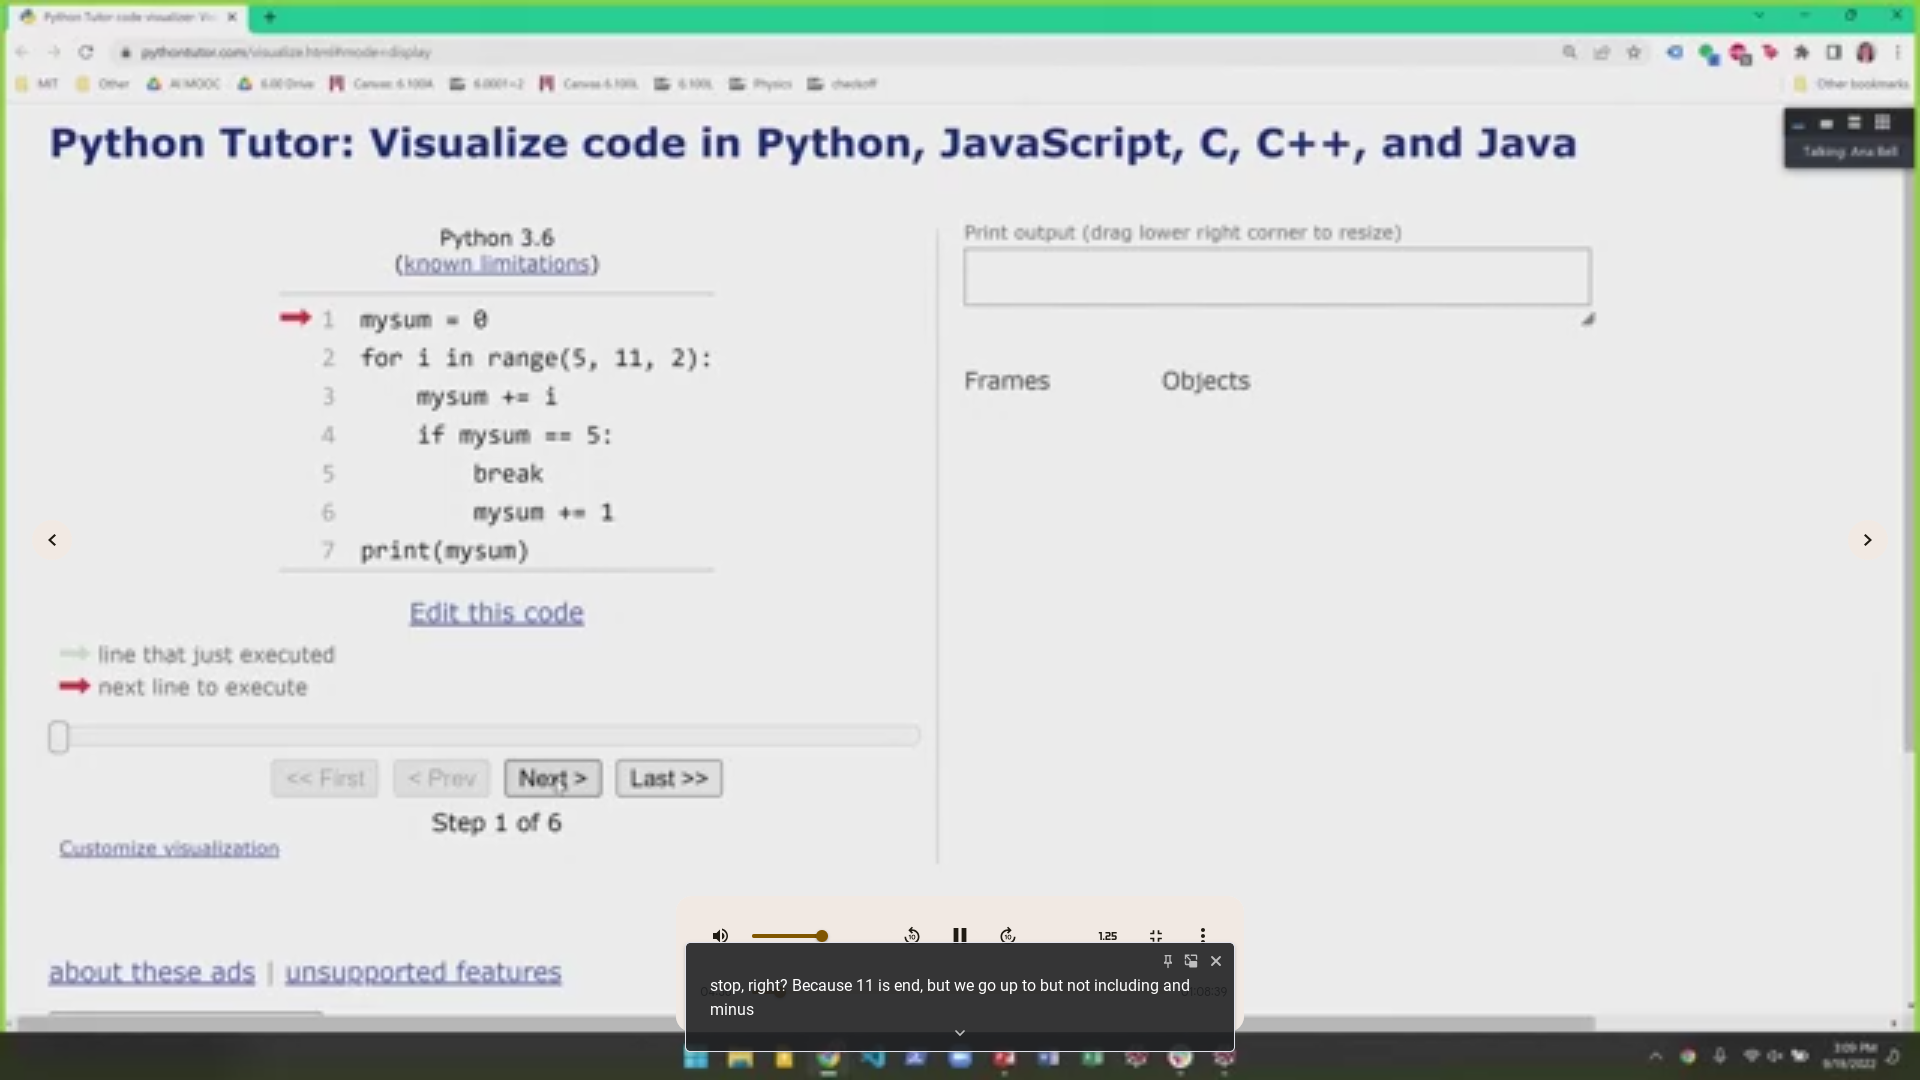 Python Tutor code visualizer: Vi
pythontutor.com/visualize.html#mode=display
MIT
Other
AI MOOC
6.00 Drive
Canvas 6.100A
6.0001+2
Canvas 6.100L
6.100L
Physics
checkoff
Other bookmarks
Python Tutor: Visualize code in Python, JavaScript, C, C++, and Java
Talking: Ana Bell
Python 3.6
(known limitations)
Print output (drag lower right corner to resize)
1 mysum = 0
2 for i in range(5, 11, 2):
3 mysum += i
4 if mysum == 5:
5 break
6 mysum += 1
7 print(mysum)
Frames Objects
Edit this code
line that just executed
next line to execute
<< First < Prev Next > Last >>
Step 1 of 6
Customize visualization
about these ads | unsupported features
10
10
1.25
stop, right? Because 11 is end, but we go up to but not including and
minus
3:09 PM